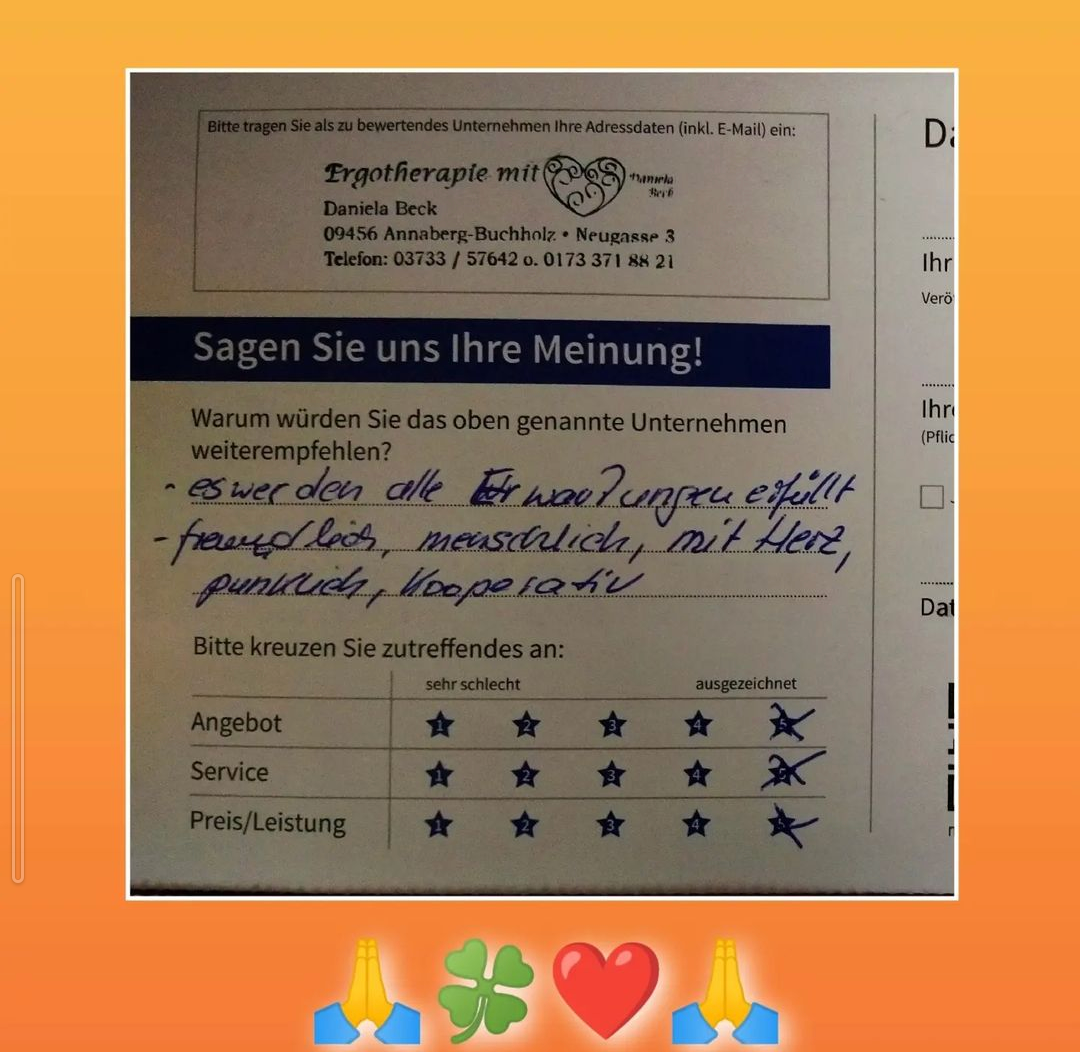 Bitte tragen Sie als zu bewertendes Unternehmen Ihre Adressdaten (inkl. E-Mail) ein:
Ergotherapie mit Daniela Beck
Daniela Beck
09456 Annaberg-Buchholz • Neugasse 3
Telefon: 03733 / 57642 o. 0173 371 88 21
Sagen Sie uns Ihre Meinung!
Warum würden Sie das oben genannte Unternehmen
weiterempfehlen?
- es werden alle Erwartungen erfüllt
- freundlich, menschlich, mit Herz,
pünktlich, Kooperativ
Bitte kreuzen Sie zutreffendes an:
sehr schlecht ausgezeichnet
Angebot 1 2 3 4 5
Service 1 2 3 4 5
Preis/Leistung 1 2 3 4 5
Ihr